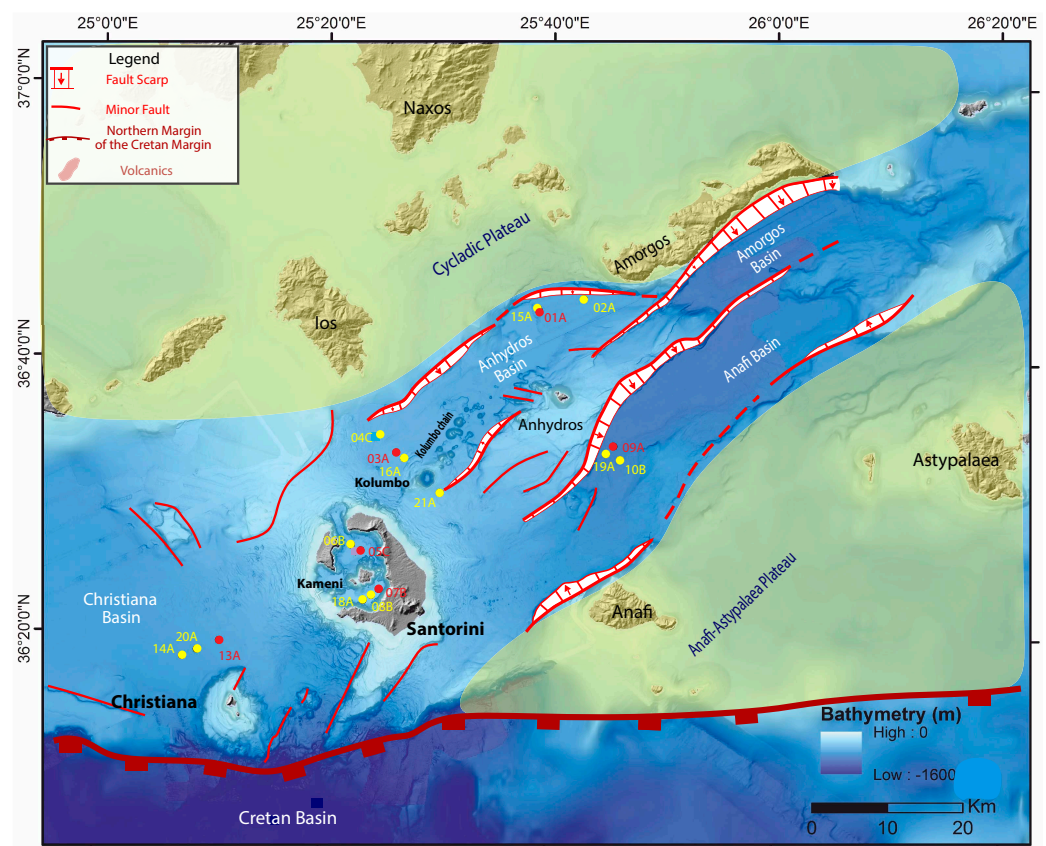 25°0'0"E
25°20'0"E
25°40'0"E
26°0'0"E
26°20'0"E
37°0'0"N
36°40'0"N
36°20'0"N
Legend
Fault Scarp
Minor Fault
Northern Margin
of the Cretan Margin
Volcanics
Naxos
Cycladic Plateau
Amorgos
Amorgos
Basin
Ios
15A
01A
02A
Anhydros
Basin
Anafi Basin
Kolumbo chain
Anhydros
04C
03A
16A
Kolumbo
21A
09A
19A
10B
Astypalaea
06B
05C
Kameni
07B
18A
08B
Santorini
Anafi
Anafi-Astypalaea Plateau
Christiana
Basin
20A
14A
13A
Christiana
Cretan Basin
Bathymetry (m)
High : 0
Low : -1600
Km
0
10
20